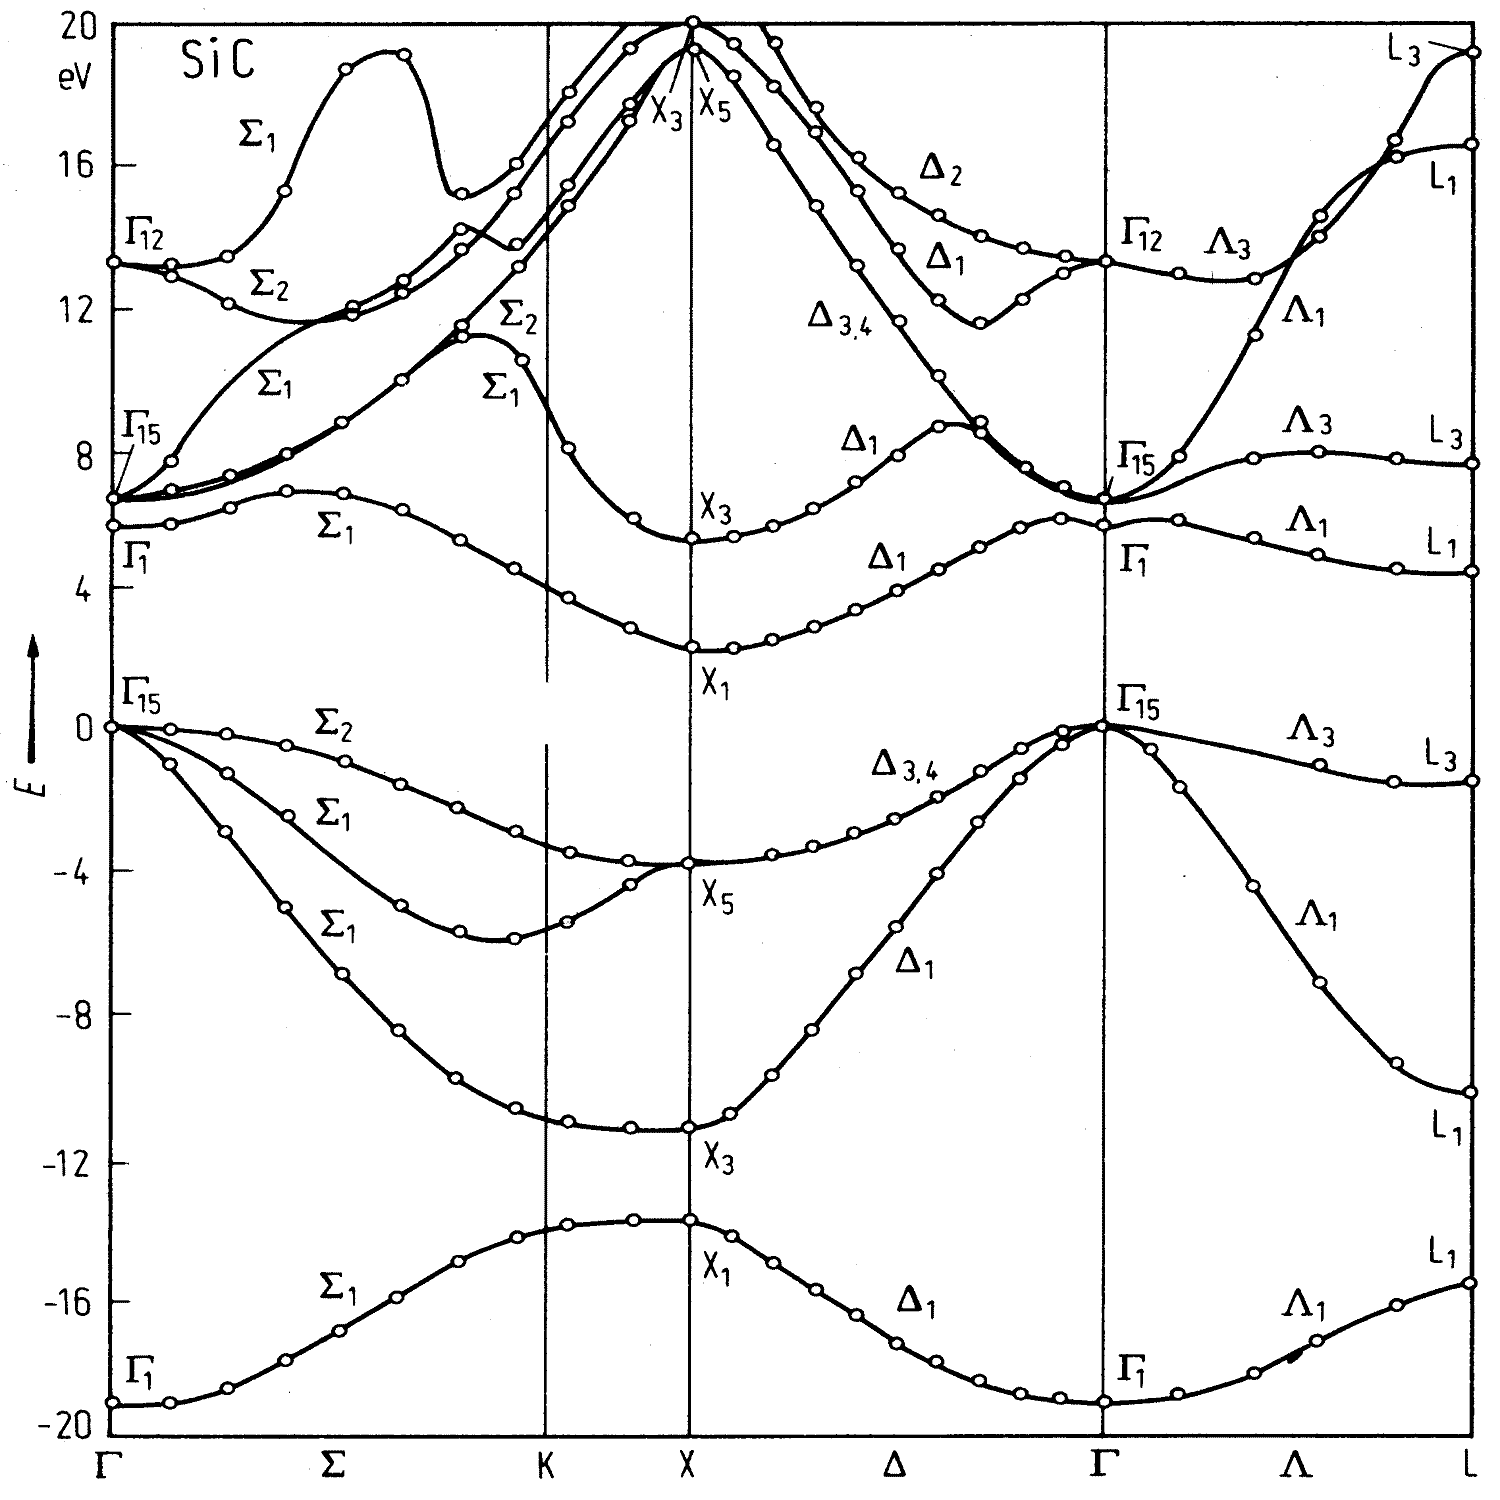 20
eV
SiC
L₃
Σ₁
X₃ X₅
16
Δ₂
L₁
Γ₁₂
Γ₁₂
Λ₃
Σ₂
Δ₁
12
Σ₂
Δ₃,₄
Λ₁
Σ₁
Σ₁
Γ₁₅
Λ₃
L₃
8
Δ₁
Γ₁₅
X₃
Σ₁
Λ₁
L₁
Γ₁
Δ₁
Γ₁
4
X₁
Γ₁₅
Γ₁₅
0
Σ₂
Λ₃
L₃
E
Δ₃,₄
Σ₁
-4
X₅
Σ₁
Λ₁
Δ₁
-8
L₁
-12
X₃
L₁
X₁
-16
Σ₁
Δ₁
Λ₁
Γ₁
Γ₁
-20
Γ Σ K X Δ Γ Λ L